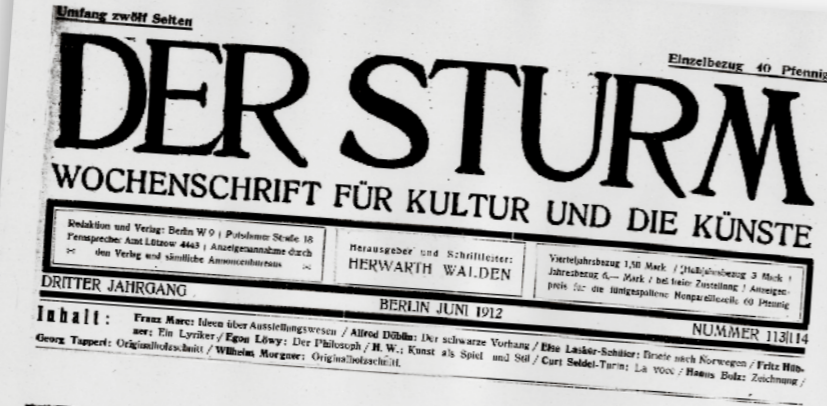 Umfang zwölf Seiten
Einzelbezug 40 Pfennig
DER STURM
WOCHENSCHRIFT FÜR KULTUR UND DIE KÜNSTE
Redaktion und Verlag: Berlin W 9 / Potsdamer Straße 18
Fernsprecher Amt Lützow 4443 / Anzeigenannahme durch
den Verlag und sämtliche Annoncenbureaus
Herausgeber und Schriftleiter:
HERWARTH WALDEN
Vierteljahrsbezug 1,50 Mark / Halbjahrsbezug 3 Mark /
Jahresbezug 6,— Mark / bei freier Zustellung / Anzeigen-
preis für die fünfgespaltene Nonpareillezeile 60 Pfennig
DRITTER JAHRGANG
BERLIN JUNI 1912
NUMMER 113/114
Inhalt: Franz Marc: Ideen über Ausstellungswesen / Alfred Döblin: Der schwarze Vorhang / Else Lasker-Schüler: Briefe nach Norwegen / Fritz Hüb-
ner: Ein Lyriker / Egon Löwy: Der Philosoph / H. W.: Kunst als Spiel und Stil / Curt Seidel-Turin: La voce / Hanns Bolz: Zeichnung /
Georg Tappert: Originalholzschnitt / Wilhelm Morgner: Originalholzschnitt.